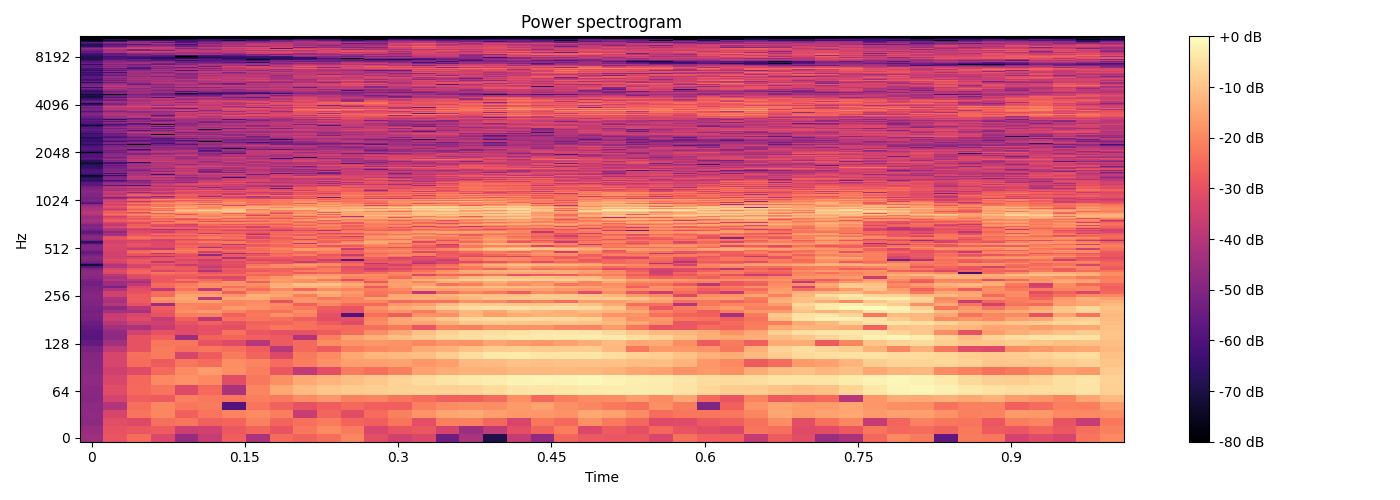 Power spectrogram
Hz
8192
4096
2048
1024
512
256
128
64
0
0 0.15 0.3 0.45 0.6 0.75 0.9
Time
+0 dB
-10 dB
-20 dB
-30 dB
-40 dB
-50 dB
-60 dB
-70 dB
-80 dB